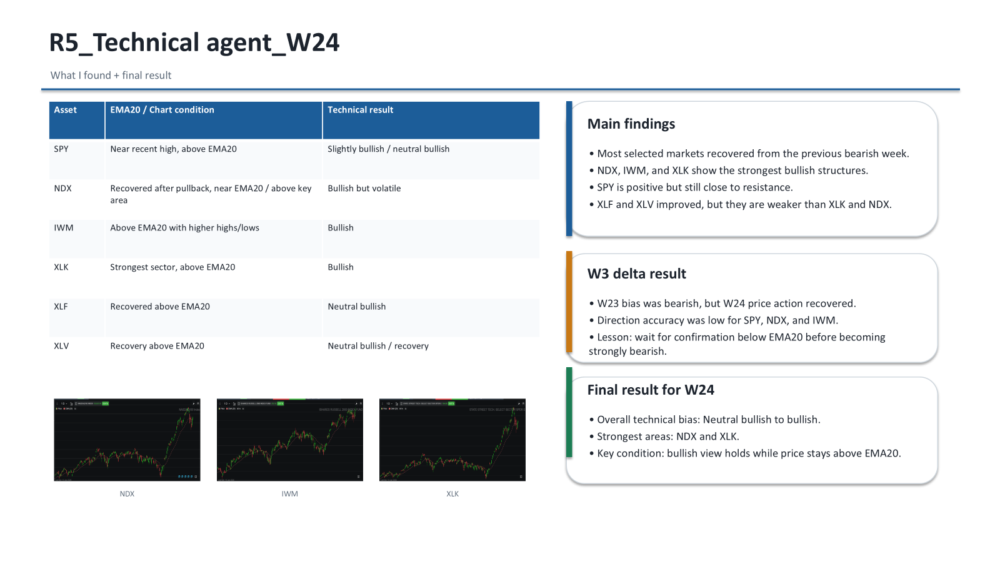 R5_Technical agent_W24
What I found + final result
Asset EMA20 / Chart condition Technical result
SPY Near recent high, above EMA20 Slightly bullish / neutral bullish
NDX Recovered after pullback, near EMA20 / above key Bullish but volatile
area
IWM Above EMA20 with higher highs/lows Bullish
XLK Strongest sector, above EMA20 Bullish
XLF Recovered above EMA20 Neutral bullish
XLV Recovery above EMA20 Neutral bullish / recovery
NDX
IWM
XLK
Main findings
• Most selected markets recovered from the previous bearish week.
• NDX, IWM, and XLK show the strongest bullish structures.
• SPY is positive but still close to resistance.
• XLF and XLV improved, but they are weaker than XLK and NDX.
W3 delta result
• W23 bias was bearish, but W24 price action recovered.
• Direction accuracy was low for SPY, NDX, and IWM.
• Lesson: wait for confirmation below EMA20 before becoming
strongly bearish.
Final result for W24
• Overall technical bias: Neutral bullish to bullish.
• Strongest areas: NDX and XLK.
• Key condition: bullish view holds while price stays above EMA20.